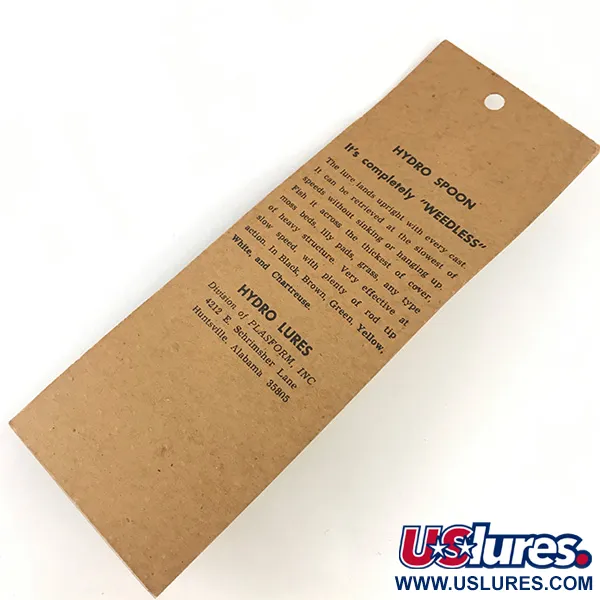 HYDRO SPOON
It's completely "WEEDLESS"
The lure lands upright with every cast.
It can be retrieved at the slowest of
speeds without sinking or hanging up.
Fish it across the thickest of cover,
moss beds, lily pads, grass, any type
of heavy structure. Very effective at
slow speed, with plenty of rod tip
action. In Black, Brown, Green, Yellow,
White, and Chartreuse.
HYDRO LURES
Division of PLASFORM, INC
4212 E. Schrimsher Lane
Huntsville, Alabama 35805
USlures.
WWW.USLURES.COM